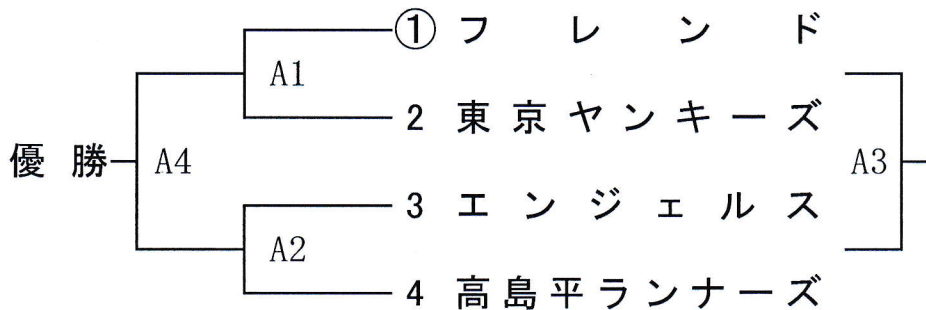 ① フレンド
A1
2 東京ヤンキーズ
優勝 A4 A3
3 エンジェルス
A2
4 高島平ランナーズ